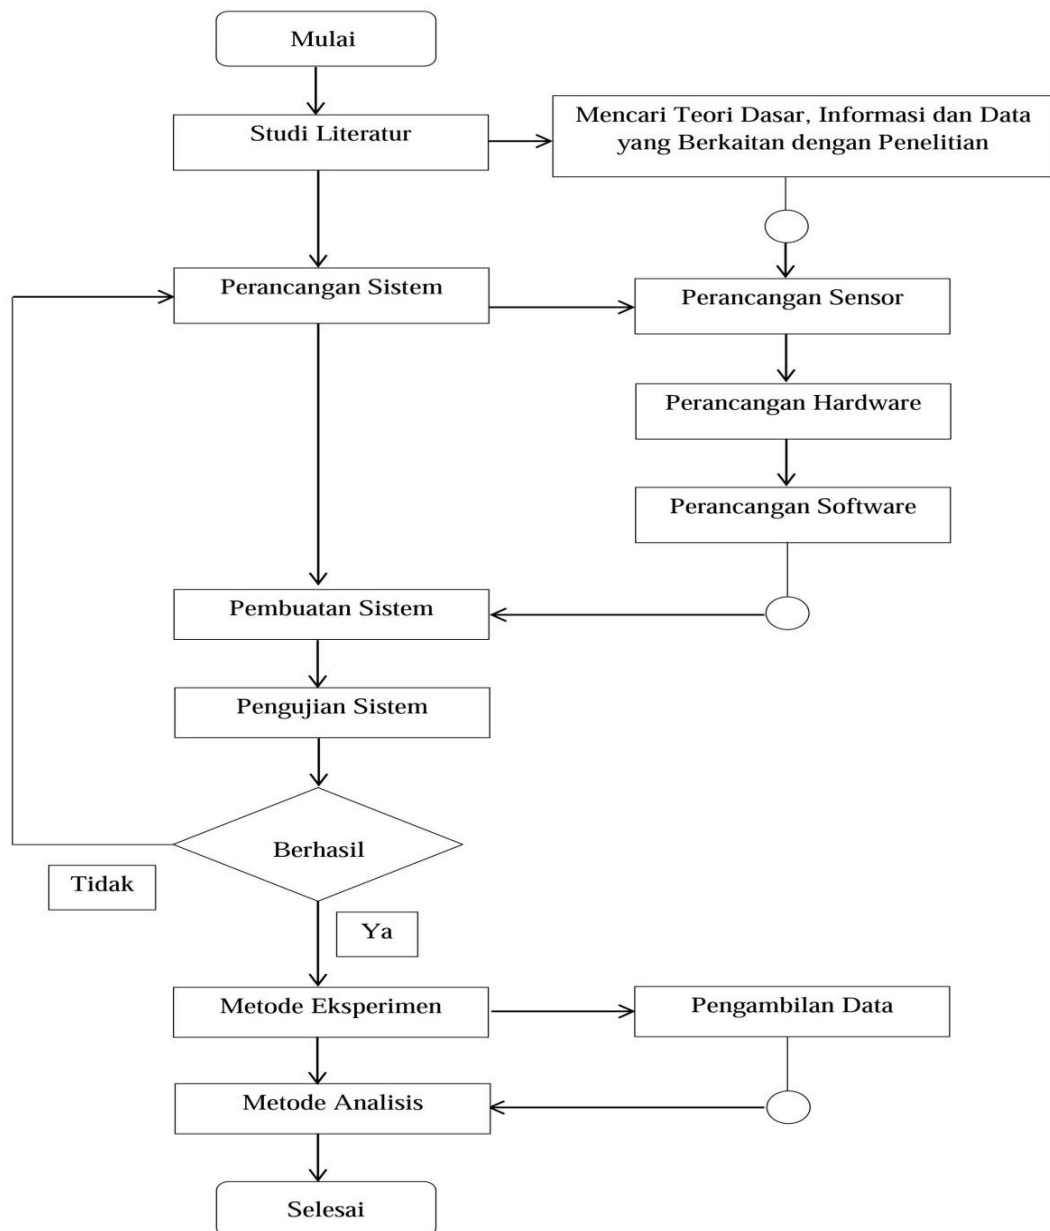 Mulai
Studi Literatur
Mencari Teori Dasar, Informasi dan Data
yang Berkaitan dengan Penelitian
Perancangan Sistem
Perancangan Sensor
Perancangan Hardware
Perancangan Software
Pembuatan Sistem
Pengujian Sistem
Berhasil
Tidak
Ya
Metode Eksperimen
Pengambilan Data
Metode Analisis
Selesai